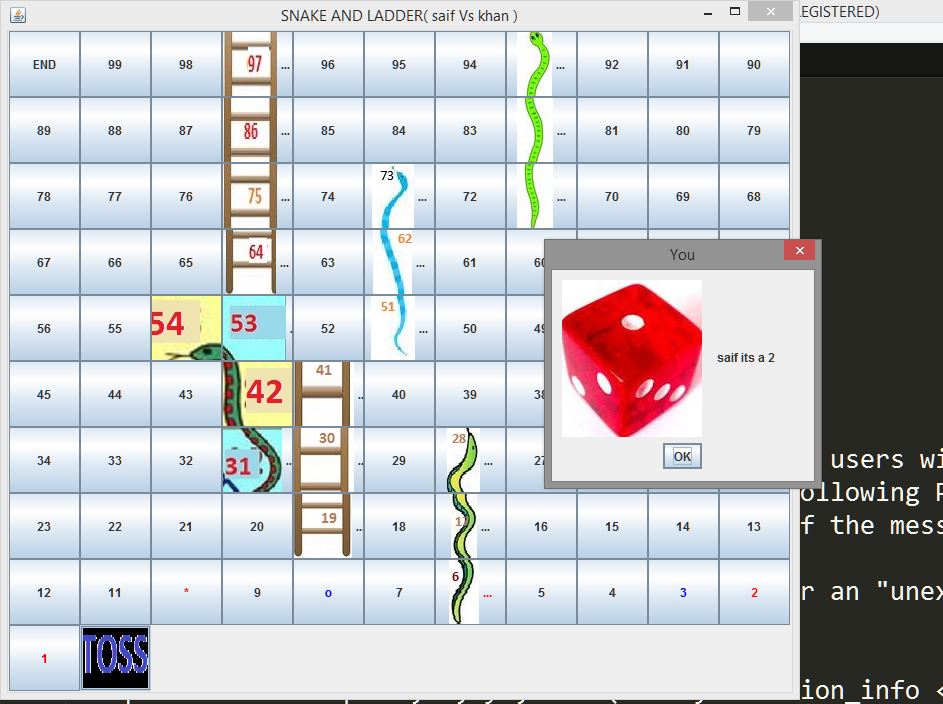 SNAKE AND LADDER( saif Vs khan )
EGISTERED)
END 99 98 97 ... 96 95 94 ... 92 91 90
89 88 87 86 ... 85 84 83 ... 81 80 79
78 77 76 75 ... 74 73 ... 72 ... 70 69 68
67 66 65 64 ... 63 62 ... 61
56 55 54 53 52 51 ... 50
45 44 43 42 41 .. 40 39
34 33 32 31 .. 30 29 28 ...
23 22 21 20 19 .. 18 ... 16 15 14 13
12 11 * 9 o 7 6 ... 5 4 3 2
1 TOSS
You
saif its a 2
OK
users wi
ollowing P
f the mess
r an "unex
ion_info <